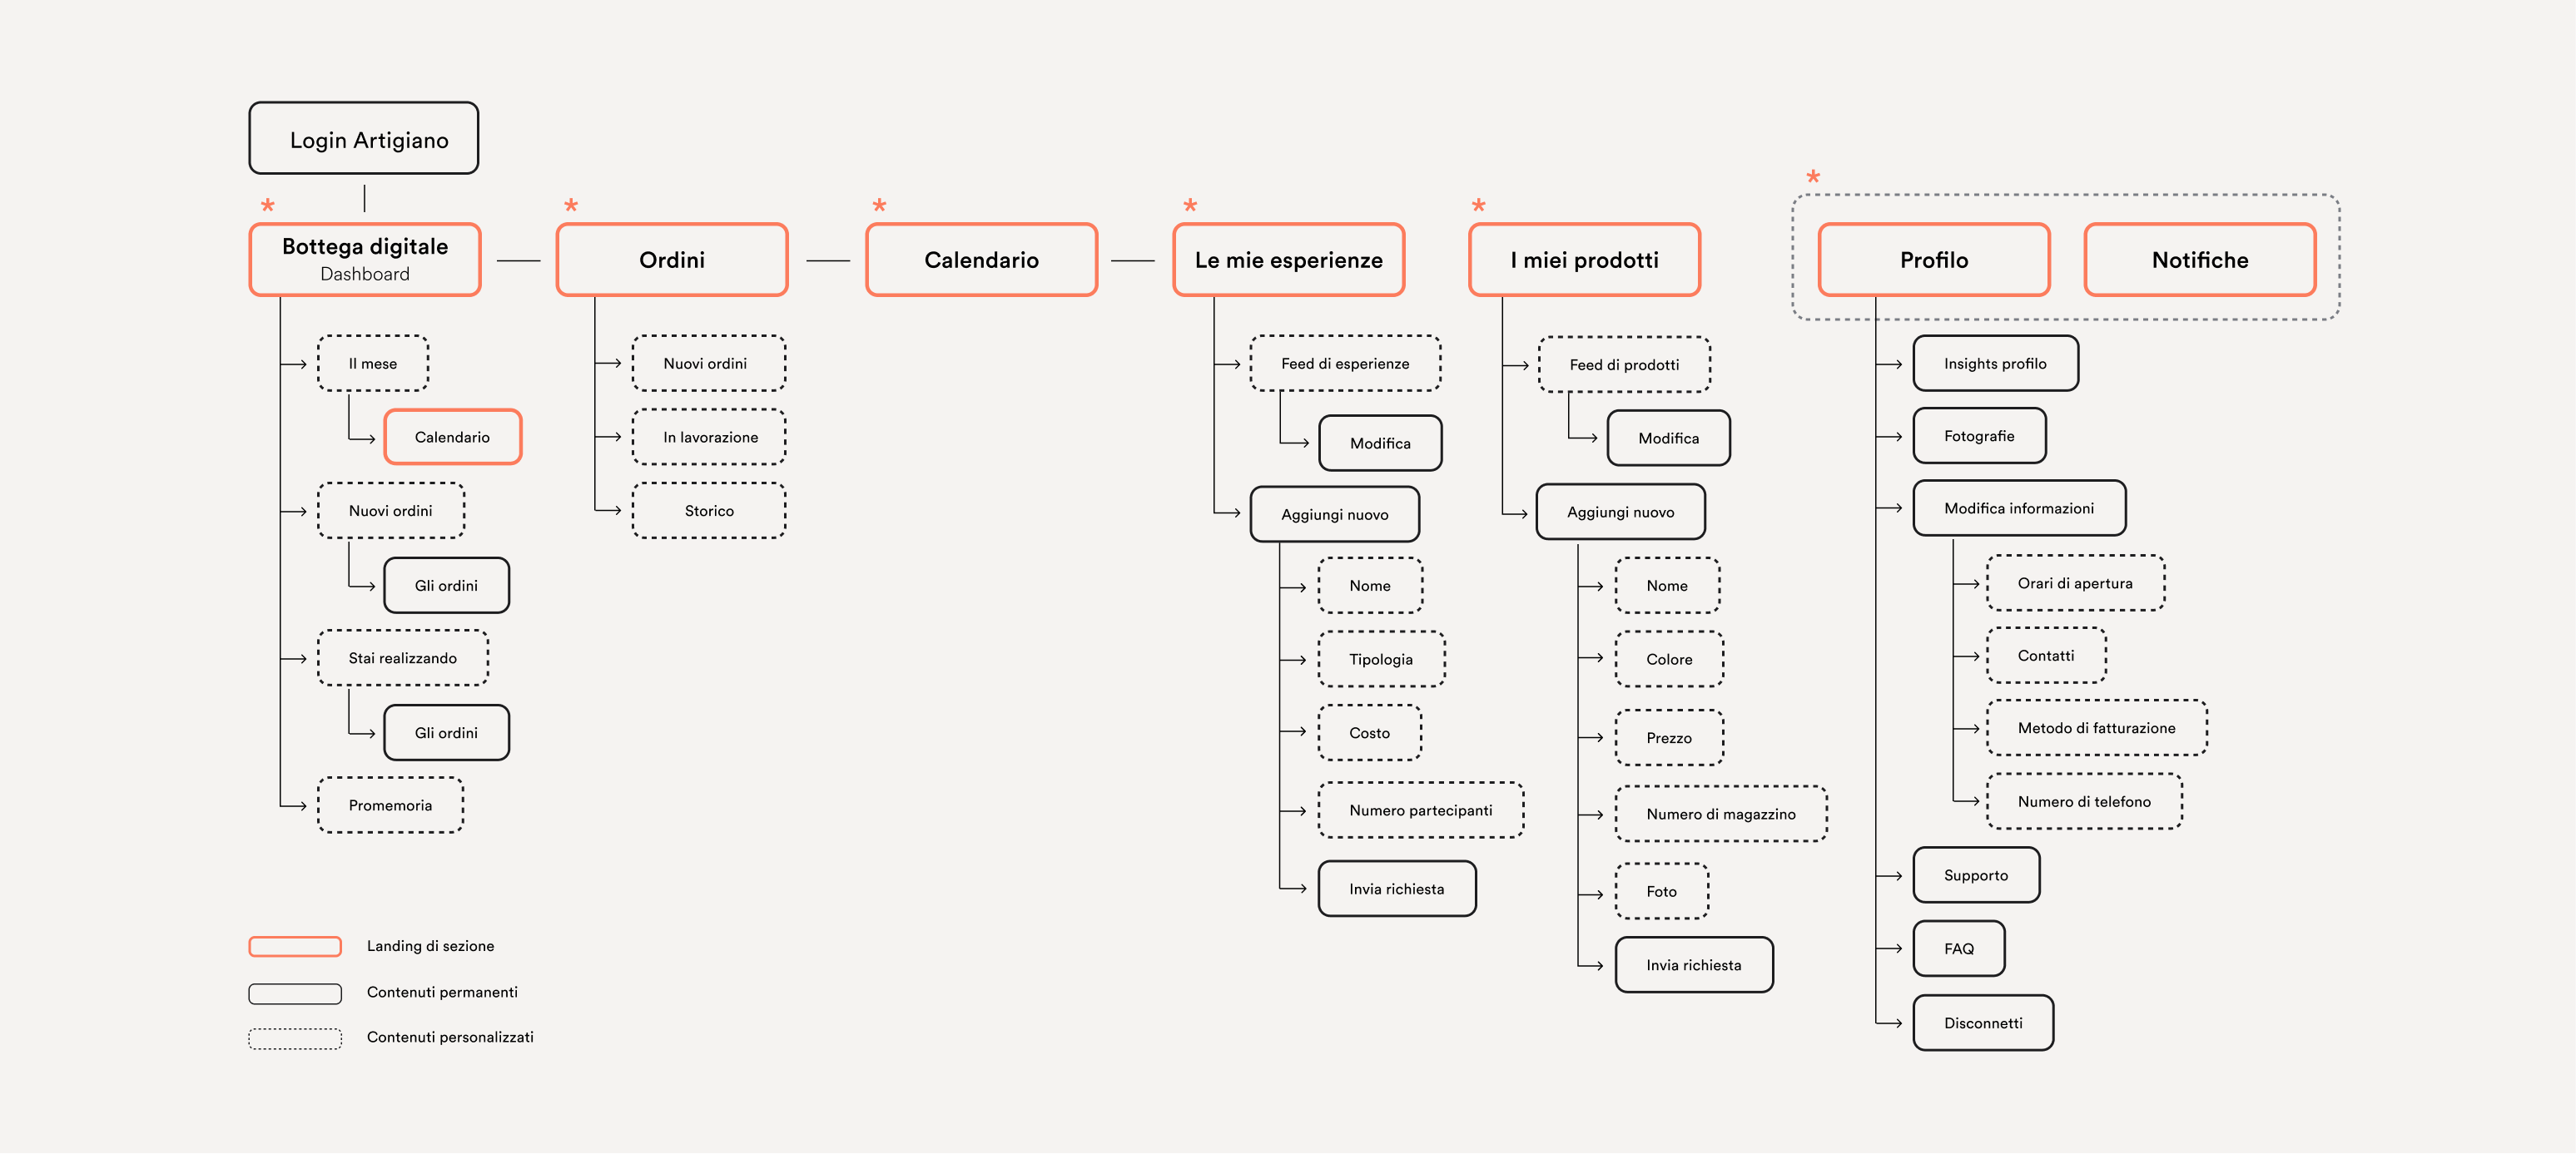 Login Artigiano
*
*
*
*
*
*
Bottega digitale
Dashboard
Ordini
Calendario
Le mie esperienze
I miei prodotti
Profilo
Notifiche
Il mese
Calendario
Nuovi ordini
Gli ordini
Stai realizzando
Gli ordini
Promemoria
Nuovi ordini
In lavorazione
Storico
Feed di esperienze
Modifica
Aggiungi nuovo
Nome
Tipologia
Costo
Numero partecipanti
Invia richiesta
Feed di prodotti
Modifica
Aggiungi nuovo
Nome
Colore
Prezzo
Numero di magazzino
Foto
Invia richiesta
Insights profilo
Fotografie
Modifica informazioni
Orari di apertura
Contatti
Metodo di fatturazione
Numero di telefono
Supporto
FAQ
Disconnetti
Landing di sezione
Contenuti permanenti
Contenuti personalizzati